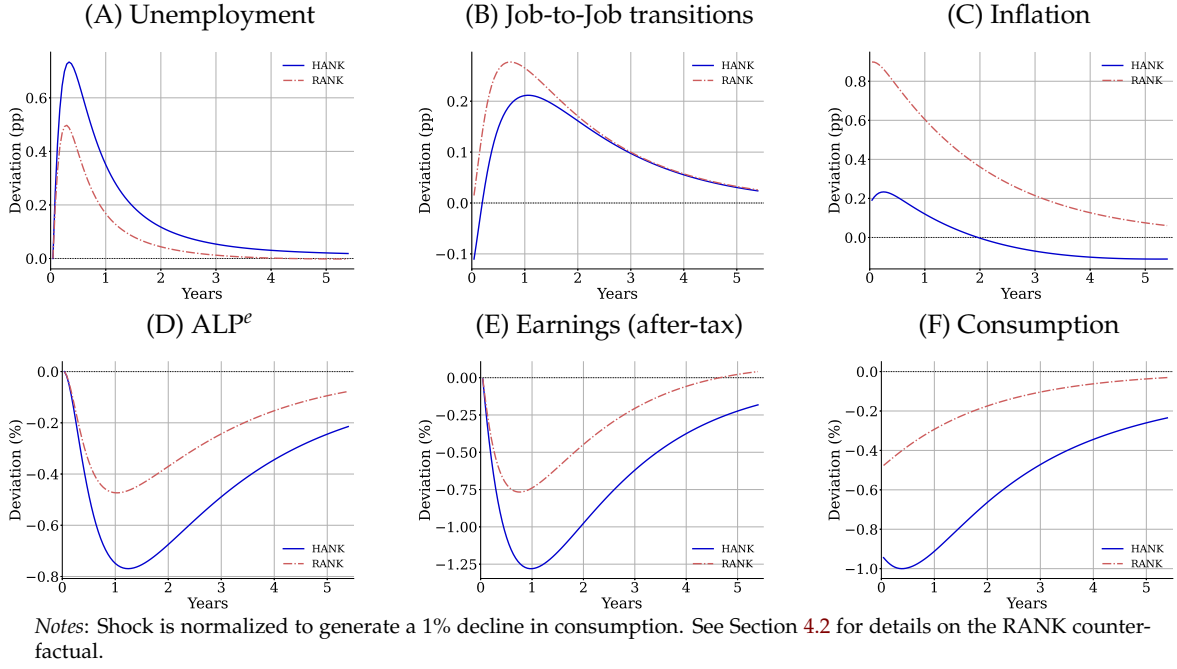 (A) Unemployment
(B) Job-to-Job transitions
(C) Inflation
HANK
RANK
0.6
0.4
0.2
0.0
Deviation (pp)
0
1
2
3
4
5
Years
HANK
RANK
0.2
0.1
0.0
−0.1
Deviation (pp)
0
1
2
3
4
5
Years
HANK
RANK
0.8
0.6
0.4
0.2
0.0
Deviation (pp)
0
1
2
3
4
5
Years
(D) ALPᵉ
(E) Earnings (after-tax)
(F) Consumption
0.0
−0.2
−0.4
−0.6
−0.8
Deviation (%)
HANK
RANK
0
1
2
3
4
5
Years
0.00
−0.25
−0.50
−0.75
−1.00
−1.25
Deviation (%)
HANK
RANK
0
1
2
3
4
5
Years
0.0
−0.2
−0.4
−0.6
−0.8
−1.0
Deviation (%)
HANK
RANK
0
1
2
3
4
5
Years
Notes: Shock is normalized to generate a 1% decline in consumption. See Section 4.2 for details on the RANK counter-
factual.